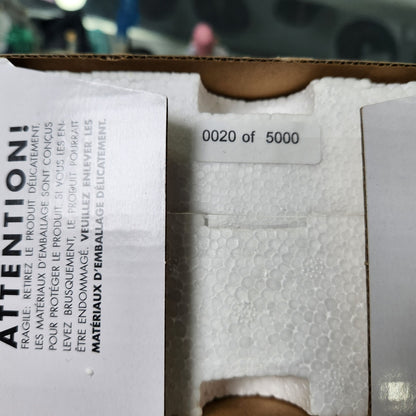 0020 of 5000
ATTENTION!
FRAGILE: RETIREZ LE PRODUIT DÉLICATEMENT.
LES MATÉRIAUX D'EMBALLAGE SONT CONÇUS
POUR PROTÉGER LE PRODUIT. SI VOUS LES EN-
LEVEZ BRUSQUEMENT, LE PRODUIT POURRAIT
ÊTRE ENDOMMAGÉ. VEUILLEZ ENLEVER LES
MATÉRIAUX D'EMBALLAGE DÉLICATEMENT.